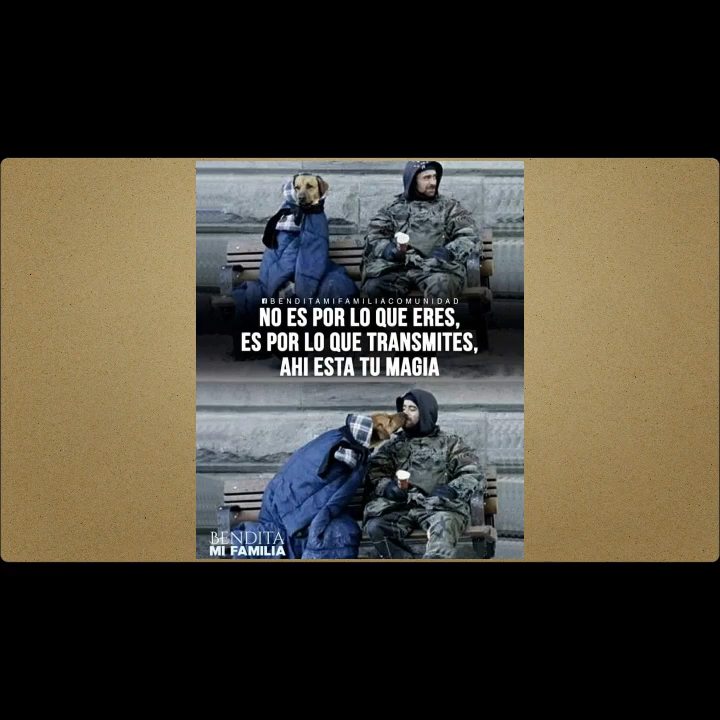 BENDITAMIFAMILIACOMUNIDAD
NO ES POR LO QUE ERES,
ES POR LO QUE TRANSMITES,
AHI ESTA TU MAGIA
BENDITA
MI FAMILIA